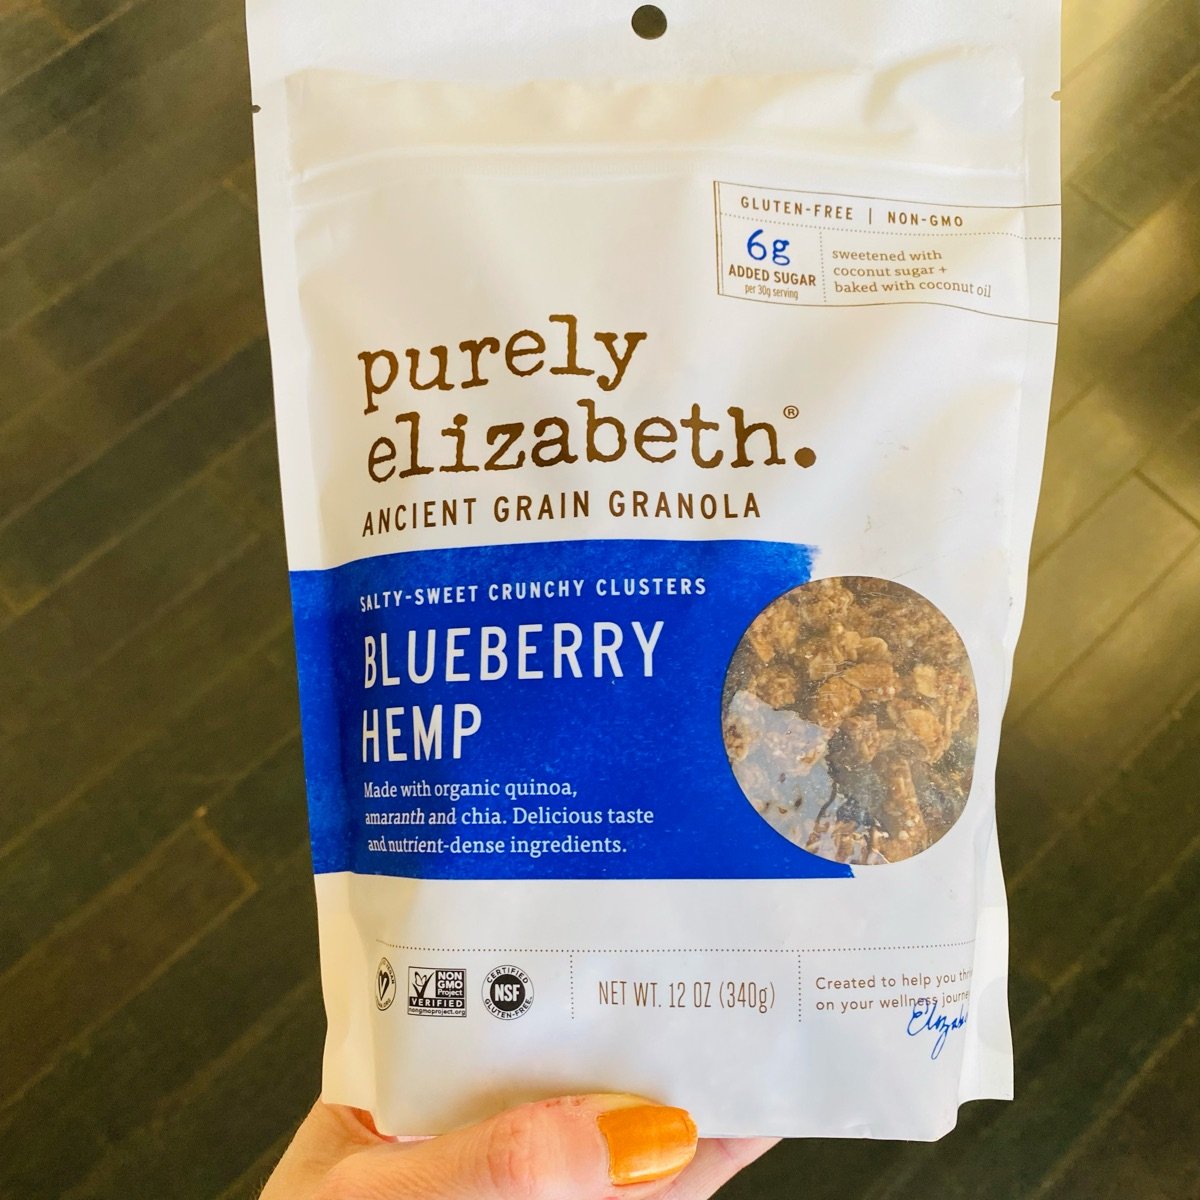 GLUTEN-FREE | NON-GMO
6g
ADDED SUGAR
per 30g serving
sweetened with
coconut sugar +
baked with coconut oil
purely
elizabeth.®
ANCIENT GRAIN GRANOLA
SALTY-SWEET CRUNCHY CLUSTERS
BLUEBERRY
HEMP
Made with organic quinoa,
amaranth and chia. Delicious taste
and nutrient-dense ingredients.
NON
GMO
Project
VERIFIED
nongmoproject.org
CERTIFIED
NSF
GLUTEN-FREE
NET WT. 12 OZ (340g)
Created to help you
on your wellness